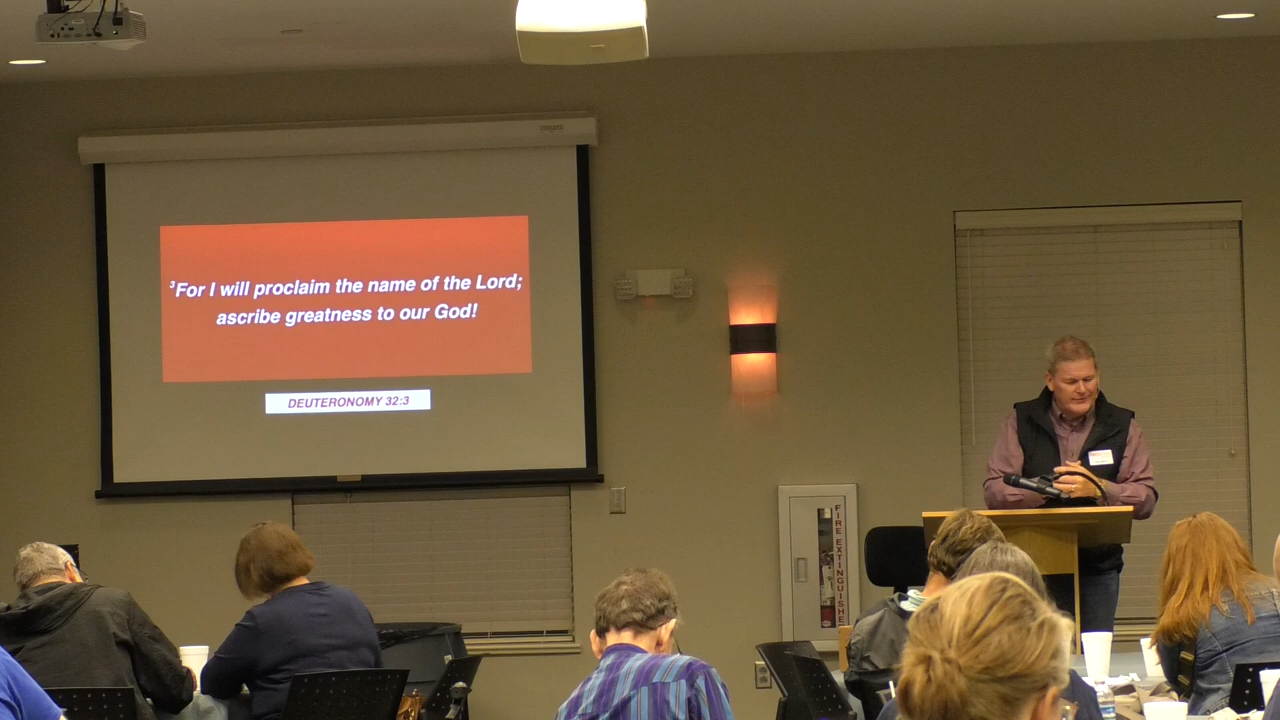 ³For I will proclaim the name of the Lord;
ascribe greatness to our God!
DEUTERONOMY 32:3
FIRE EXTINGUISHER